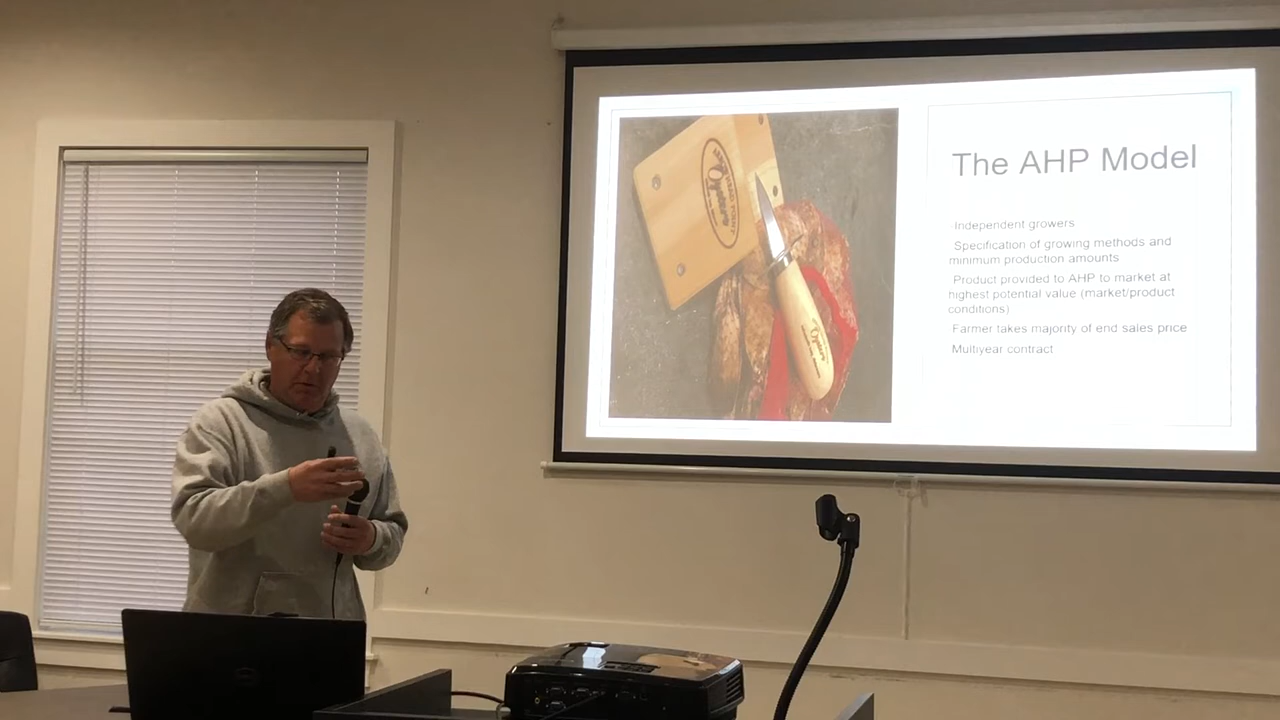 The AHP Model
Independent growers
Specification of growing methods and
minimum production amounts
Product provided to AHP to market at
highest potential value (market/product
conditions)
Farmer takes majority of end sales price
Multiyear contract